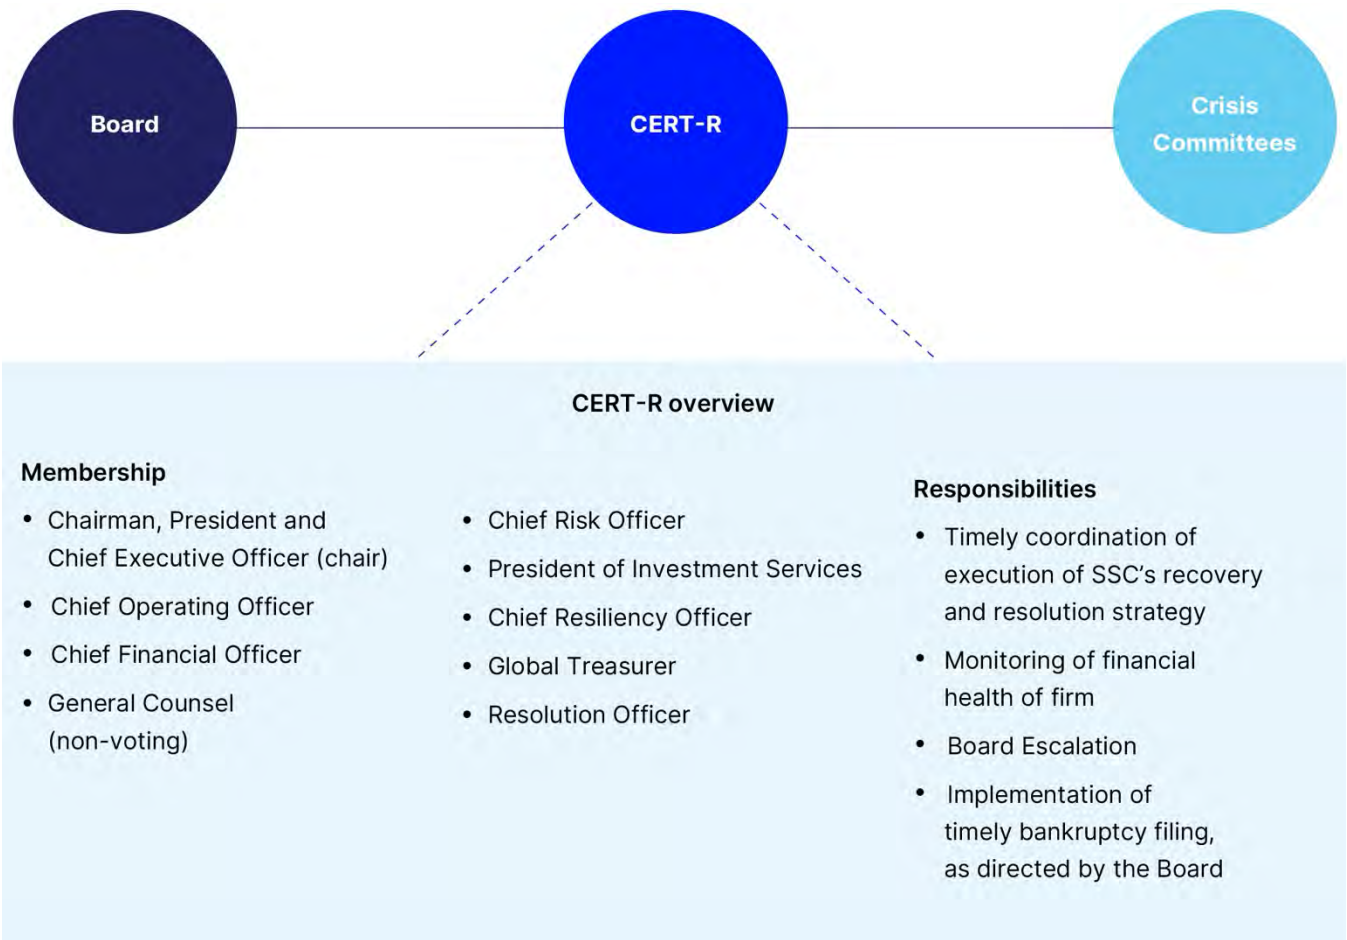 Board
CERT-R
Crisis
Committees
CERT-R overview
Membership
• Chairman, President and
Chief Executive Officer (chair)
• Chief Operating Officer
• Chief Financial Officer
• General Counsel
(non-voting)
• Chief Risk Officer
• President of Investment Services
• Chief Resiliency Officer
• Global Treasurer
• Resolution Officer
Responsibilities
• Timely coordination of
execution of SSC’s recovery
and resolution strategy
• Monitoring of financial
health of firm
• Board Escalation
• Implementation of
timely bankruptcy filing,
as directed by the Board